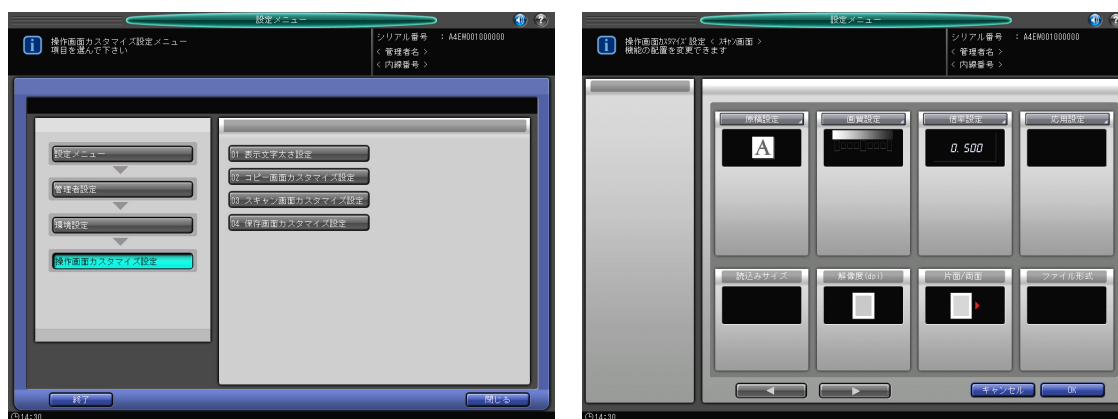 設定メニュー
操作画面カスタマイズ設定メニュー
項目を選んで下さい
シリアル番号 : A4EW001000000
< 管理者名 >
< 内線番号 >
設定メニュー
管理者設定
環境設定
操作画面カスタマイズ設定
01 表示文字太さ設定
02 コピー画面カスタマイズ設定
03 スキャン画面カスタマイズ設定
04 保存画面カスタマイズ設定
終了
閉じる
14:30
設定メニュー
操作画面カスタマイズ 設定 < スキャン画面 >
機能の配置を変更できます
シリアル番号 : A4EW001000000
< 管理者名 >
< 内線番号 >
原稿設定
画質設定
倍率設定
応用設定
A
0.500
読込みサイズ
解像度(dpi)
片面/両面
ファイル形式
キャンセル
OK
14:30